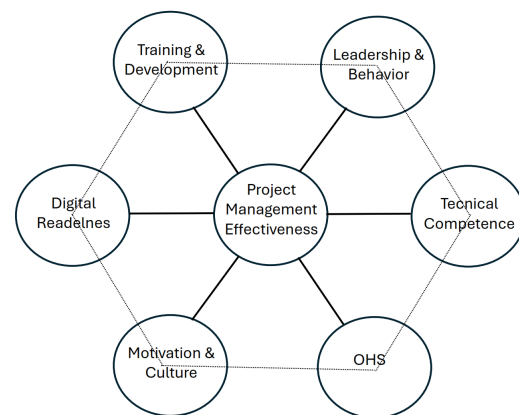 Training &
Development
Leadership &
Behavior
Digital
Readelnes
Project
Management
Effectiveness
Tecnical
Competence
Motivation &
Culture
OHS